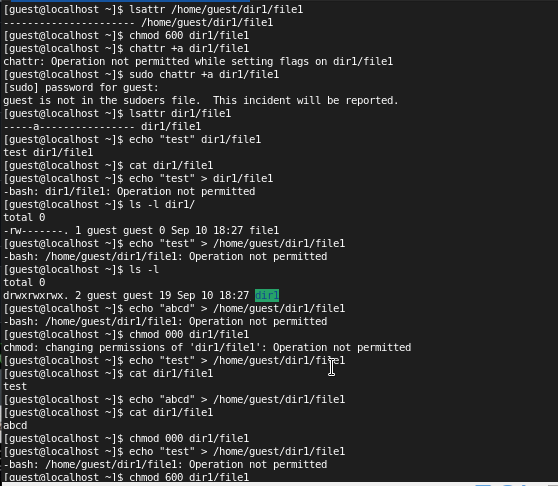 [guest@localhost ~]$ lsattr /home/guest/dir1/file1
---------------------- /home/guest/dir1/file1
[guest@localhost ~]$ chmod 600 dir1/file1
[guest@localhost ~]$ chattr +a dir1/file1
chattr: Operation not permitted while setting flags on dir1/file1
[guest@localhost ~]$ sudo chattr +a dir1/file1
[sudo] password for guest:
guest is not in the sudoers file.  This incident will be reported.
[guest@localhost ~]$ lsattr dir1/file1
-----a---------------- dir1/file1
[guest@localhost ~]$ echo "test" dir1/file1
test dir1/file1
[guest@localhost ~]$ cat dir1/file1
[guest@localhost ~]$ echo "test" > dir1/file1
-bash: dir1/file1: Operation not permitted
[guest@localhost ~]$ ls -l dir1/
total 0
-rw-------. 1 guest guest 0 Sep 10 18:27 file1
[guest@localhost ~]$ echo "test" > /home/guest/dir1/file1
-bash: /home/guest/dir1/file1: Operation not permitted
[guest@localhost ~]$ ls -l
total 0
drwxrwxrwx. 2 guest guest 19 Sep 10 18:27 dir1
[guest@localhost ~]$ echo "abcd" > /home/guest/dir1/file1
-bash: /home/guest/dir1/file1: Operation not permitted
[guest@localhost ~]$ chmod 000 dir1/file1
chmod: changing permissions of 'dir1/file1': Operation not permitted
[guest@localhost ~]$ echo "test" > /home/guest/dir1/file1
[guest@localhost ~]$ cat dir1/file1
test
[guest@localhost ~]$ echo "abcd" > /home/guest/dir1/file1
[guest@localhost ~]$ cat dir1/file1
abcd
[guest@localhost ~]$ chmod 000 dir1/file1
[guest@localhost ~]$ echo "test" > /home/guest/dir1/file1
-bash: /home/guest/dir1/file1: Operation not permitted
[guest@localhost ~]$ chmod 600 dir1/file1